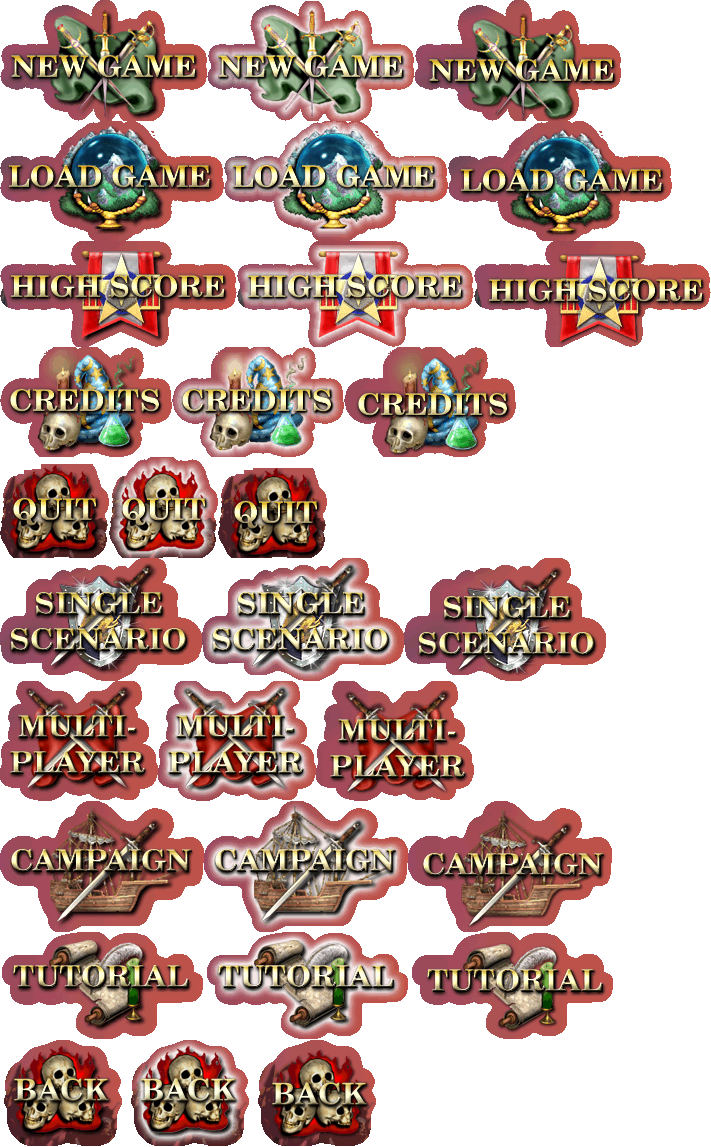 NEW GAME NEW GAME NEW GAME
LOAD GAME LOAD GAME LOAD GAME
HIGH SCORE HIGH SCORE HIGH SCORE
CREDITS CREDITS CREDITS
QUIT QUIT QUIT
SINGLE SCENARIO
SINGLE SCENARIO
SINGLE SCENARIO
MULTI-
PLAYER
MULTI-
PLAYER
MULTI-
PLAYER
CAMPAIGN CAMPAIGN CAMPAIGN
TUTORIAL TUTORIAL TUTORIAL
BACK BACK BACK